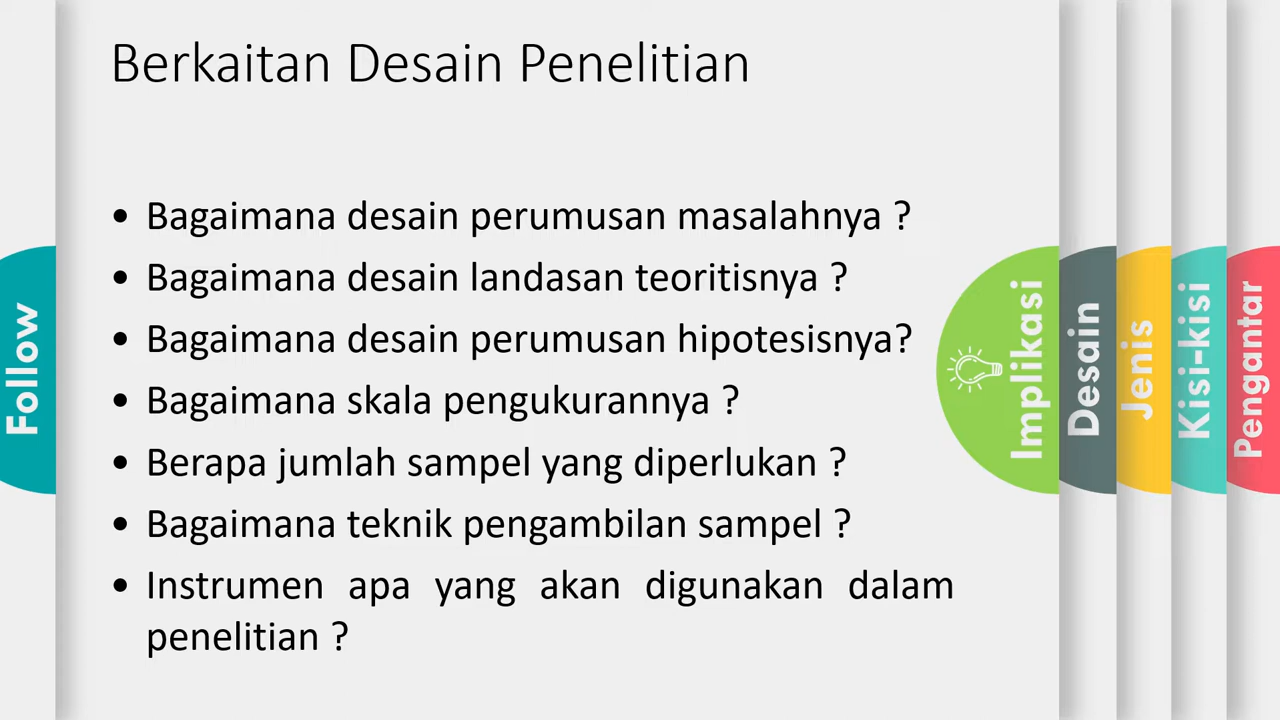 Berkaitan Desain Penelitian
• Bagaimana desain perumusan masalahnya ?
• Bagaimana desain landasan teoritisnya ?
• Bagaimana desain perumusan hipotesisnya?
• Bagaimana skala pengukurannya ?
• Berapa jumlah sampel yang diperlukan ?
• Bagaimana teknik pengambilan sampel ?
• Instrumen apa yang akan digunakan dalam
penelitian ?
Follow
Implikasi
Desain
Jenis
Kisi-kisi
Pengantar